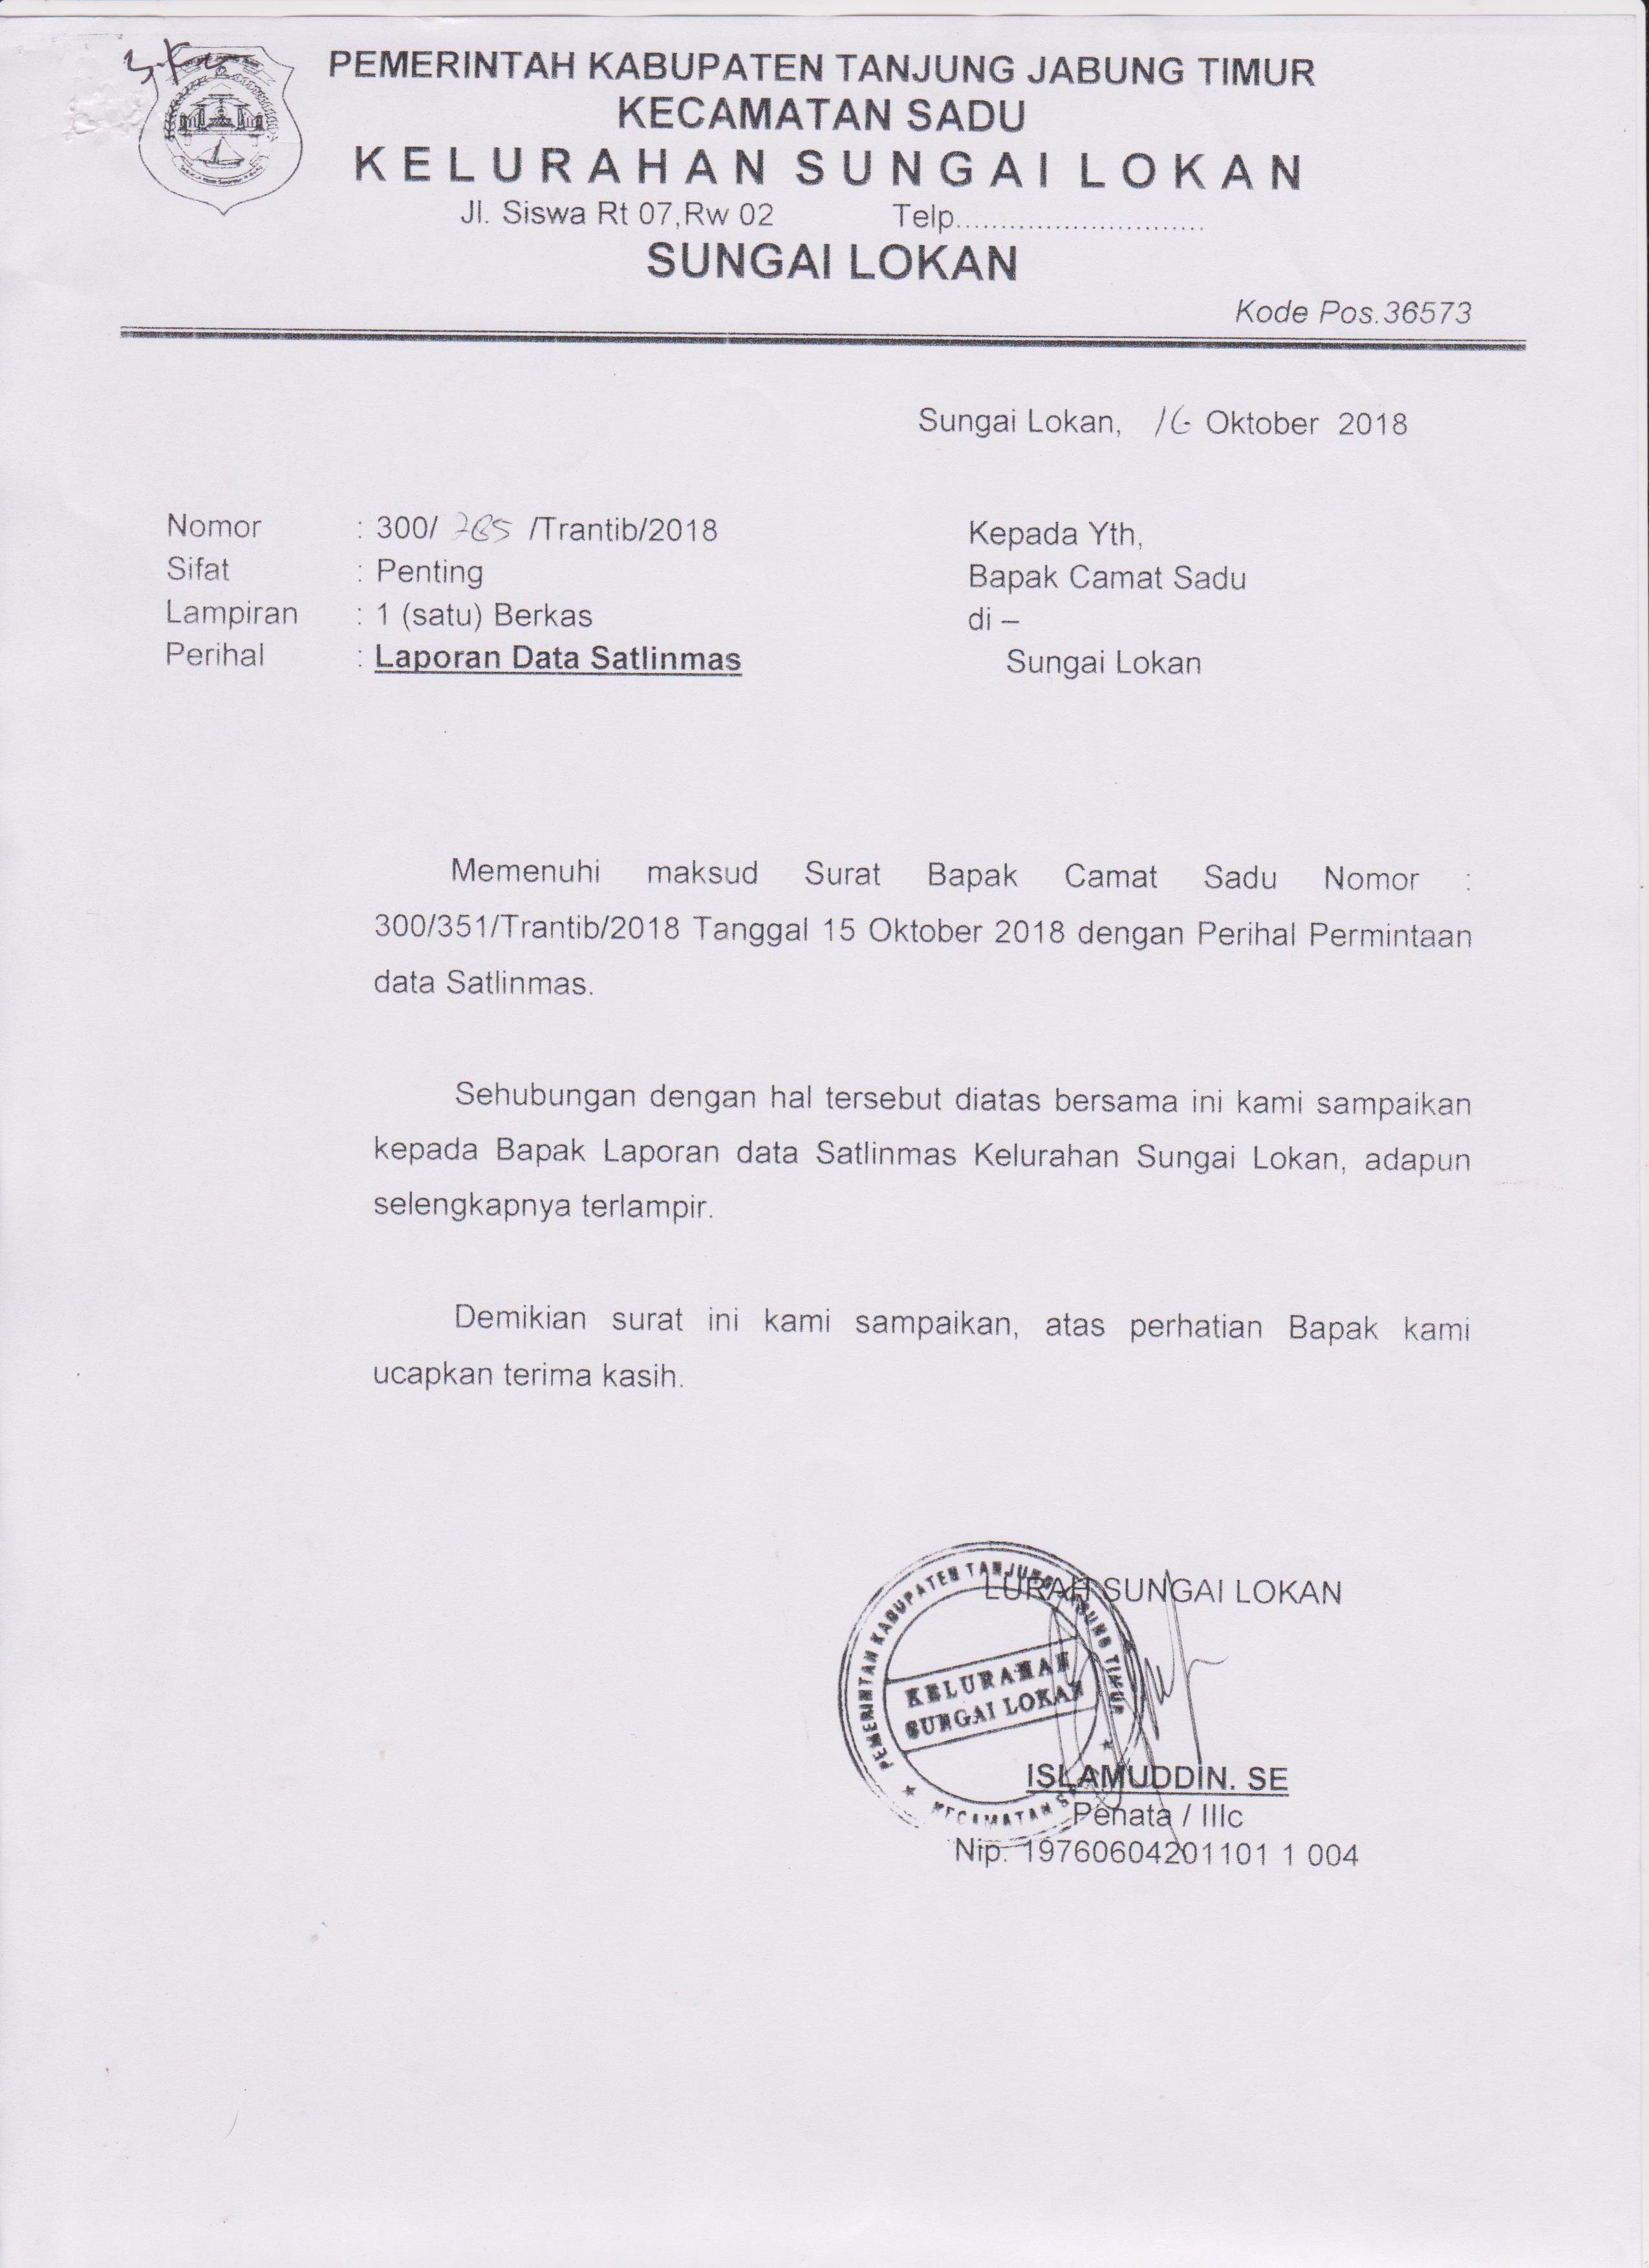 PEMERINTAH KABUPATEN TANJUNG JABUNG TIMUR
KECAMATAN SADU
KELURAHAN SUNGAI LOKAN
Jl. Siswa Rt 07,Rw 02 Telp............................
SUNGAI LOKAN
Kode Pos.36573
Sungai Lokan, 16 Oktober 2018
Nomor : 300/ /Trantib/2018
Sifat : Penting
Lampiran : 1 (satu) Berkas
Perihal : Laporan Data Satlinmas
Kepada Yth,
Bapak Camat Sadu
di –
Sungai Lokan
Memenuhi maksud Surat Bapak Camat Sadu Nomor :
300/351/Trantib/2018 Tanggal 15 Oktober 2018 dengan Perihal Permintaan
data Satlinmas.
Sehubungan dengan hal tersebut diatas bersama ini kami sampaikan
kepada Bapak Laporan data Satlinmas Kelurahan Sungai Lokan, adapun
selengkapnya terlampir.
Demikian surat ini kami sampaikan, atas perhatian Bapak kami
ucapkan terima kasih.
LURAH SUNGAI LOKAN
PEMERINTAH KABUPATEN TANJUNG JABUNG TIMUR
KELURAHAN
SUNGAI LOKAN
KECAMATAN SADU
ISLAMUDDIN. SE
Penata / IIIc
Nip. 19760604201101 1 004